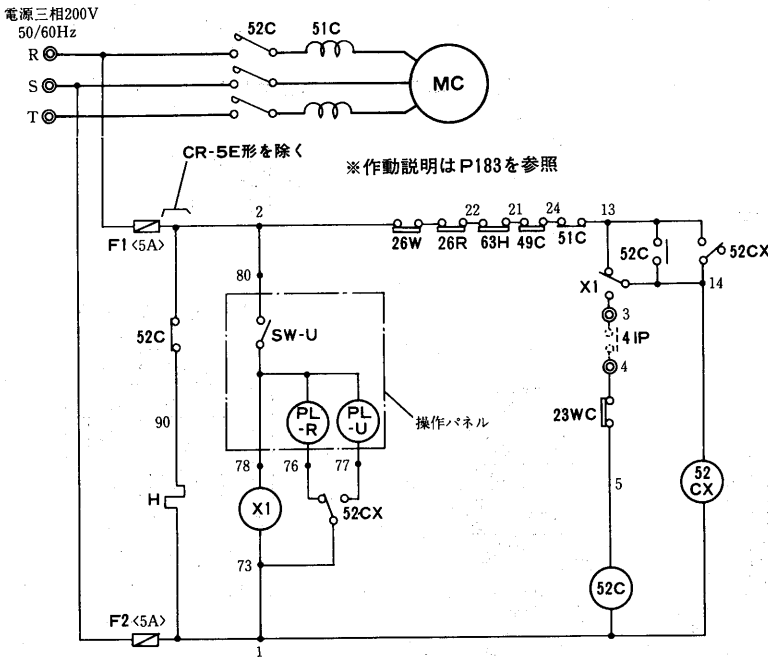 電源三相200V
50/60Hz
R
S
T
52C
51C
MC
CR-5E形を除く
※作動説明はP183を参照
F1<5A>
2
26W
26R
22
63H
21
49C
24
51C
13
52C
52CX
X1
14
80
SW-U
52C
3
41P
4
PL
-R
PL
-U
操作パネル
23WC
90
78
76
77
H
X1
52CX
5
52
CX
73
52C
F2<5A>
1